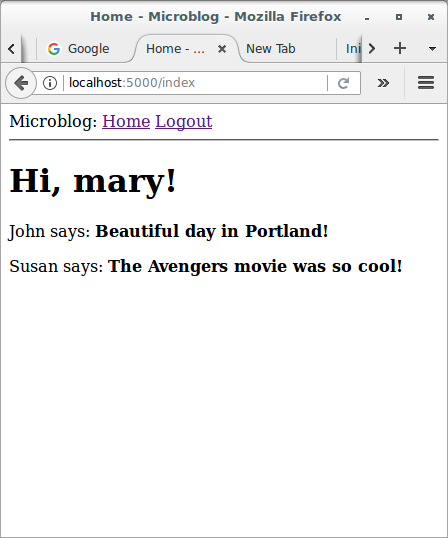 Home - Microblog - Mozilla Firefox
Google Home - ... New Tab Ini
localhost:5000/index
Microblog: Home Logout
Hi, mary!
John says: Beautiful day in Portland!
Susan says: The Avengers movie was so cool!